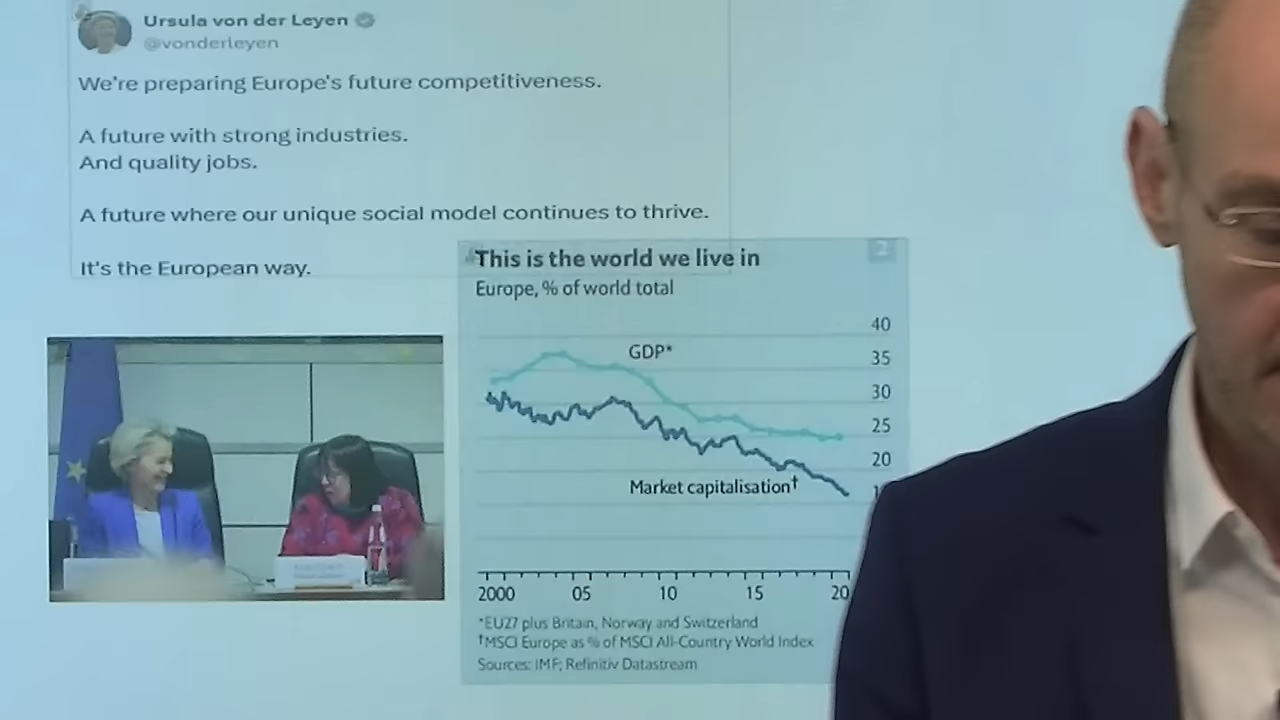 Ursula von der Leyen
@vonderleyen
We're preparing Europe's future competitiveness.
A future with strong industries.
And quality jobs.
A future where our unique social model continues to thrive.
It's the European way.
This is the world we live in
2
Europe, % of world total
40
GDP*
35
30
25
20
Market capitalisation†
2000 05 10 15 20
*EU27 plus Britain, Norway and Switzerland
†MSCI Europe as % of MSCI All-Country World Index
Sources: IMF; Refinitiv Datastream